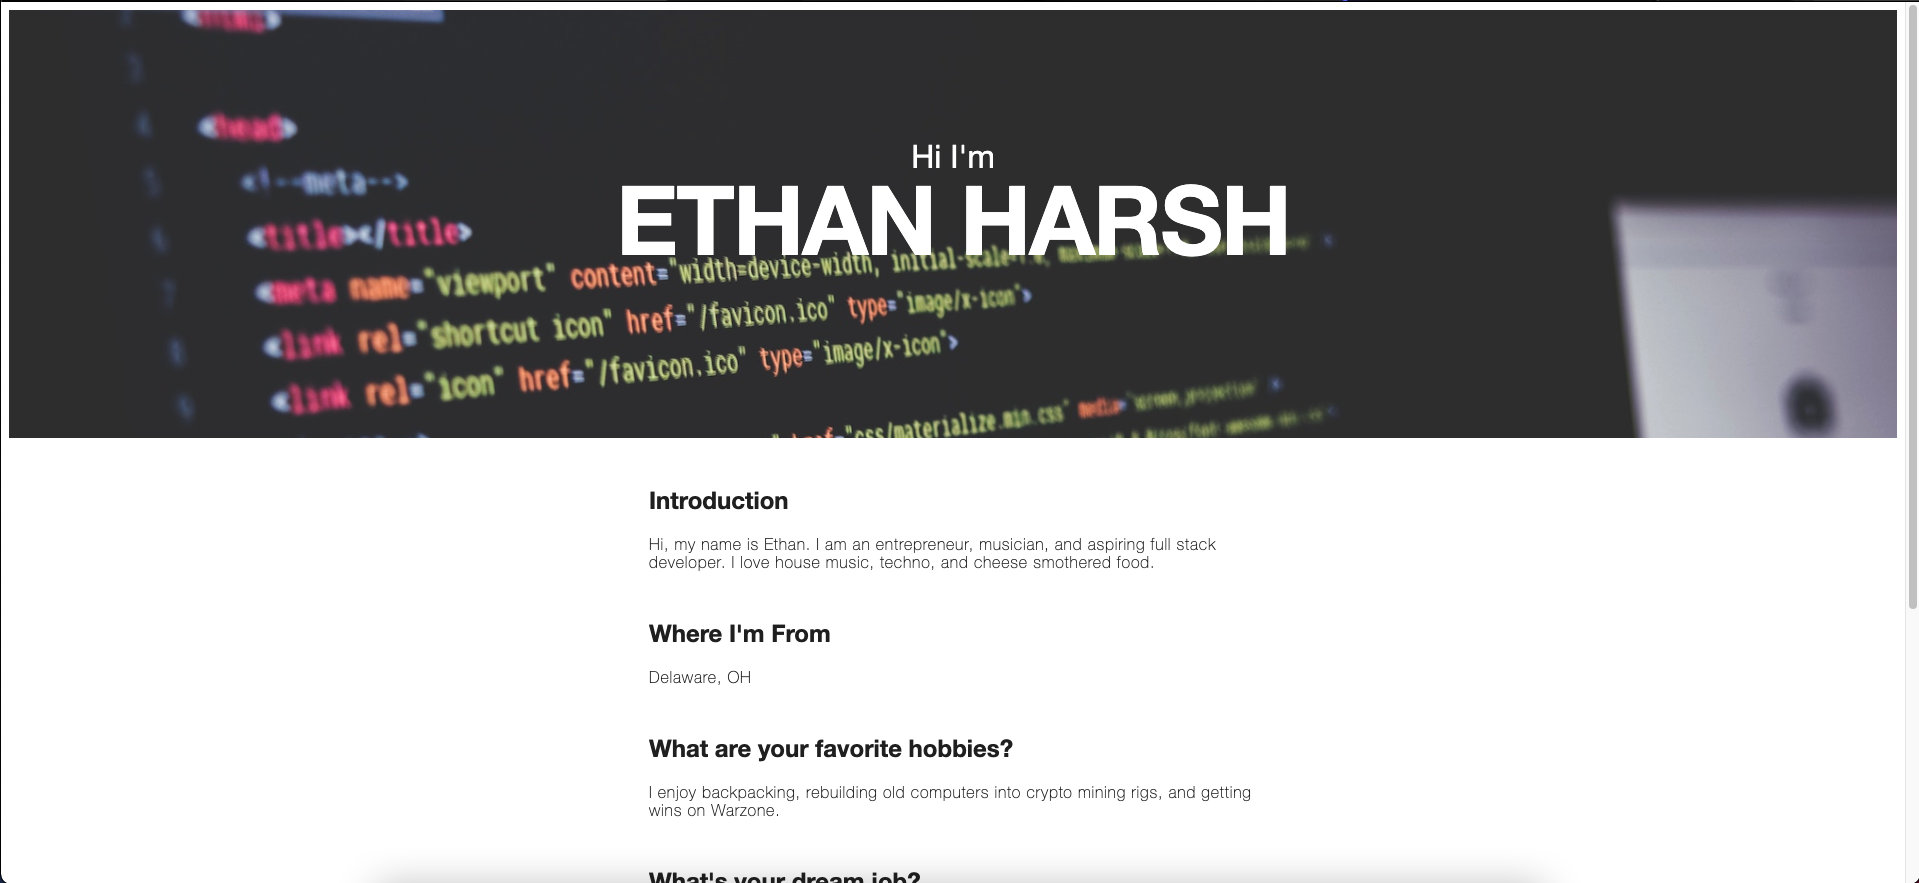 <head>
<!--meta-->
<title></title>
Hi I'm
ETHAN HARSH
<meta name="viewport" content="width=device-width, initial-scale=
<link rel="shortcut icon" href="/favicon.ico" type="image/x-icon">
<link rel="icon" href="/favicon.ico" type="image/x-icon">
href="css/materialize.min.css" media="screen,projection" >
Introduction
Hi, my name is Ethan. I am an entrepreneur, musician, and aspiring full stack
developer. I love house music, techno, and cheese smothered food.
Where I'm From
Delaware, OH
What are your favorite hobbies?
I enjoy backpacking, rebuilding old computers into crypto mining rigs, and getting
wins on Warzone.
What's your dream job?